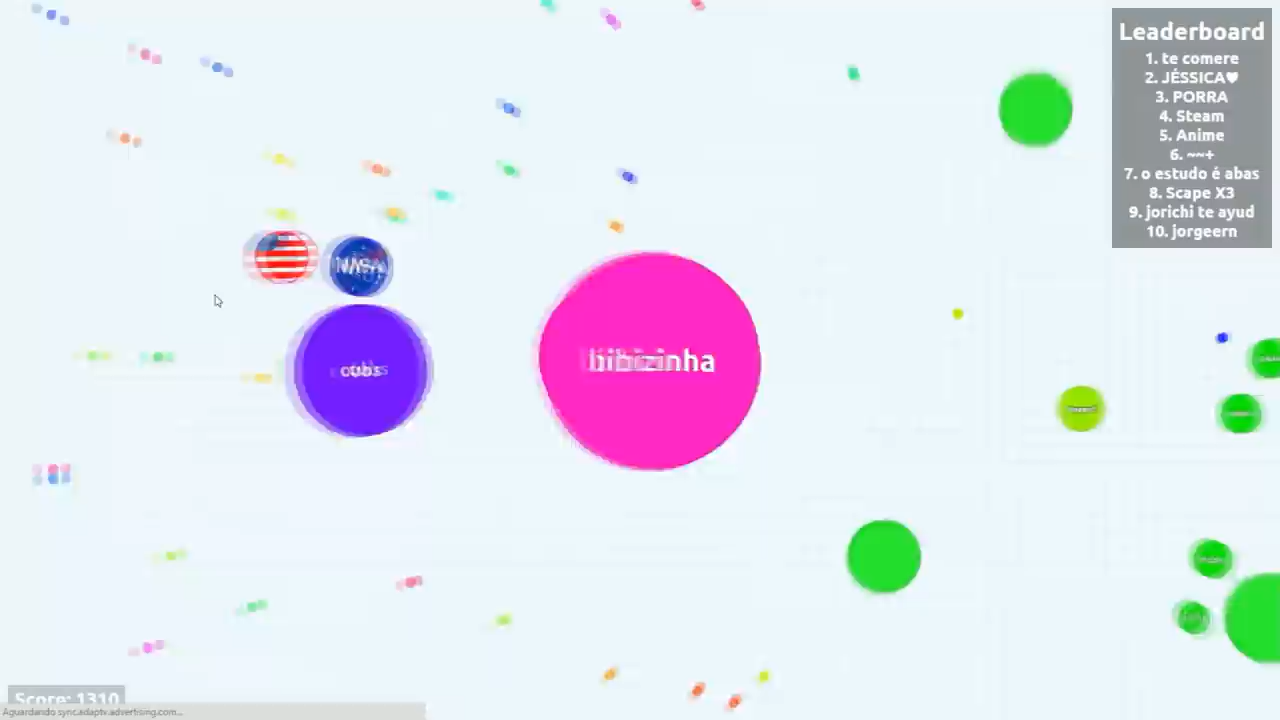 Leaderboard
1. te comere
2. JÉSSICA♥
3. PORRA
4. Steam
5. Anime
6. ~~+
7. o estudo é abas
8. Scape X3
9. jorichi te ayud
10. jorgeern
NASA
cubs
bibizinha
Score: 1310
Aguardando sync.adaptv.advertising.com...